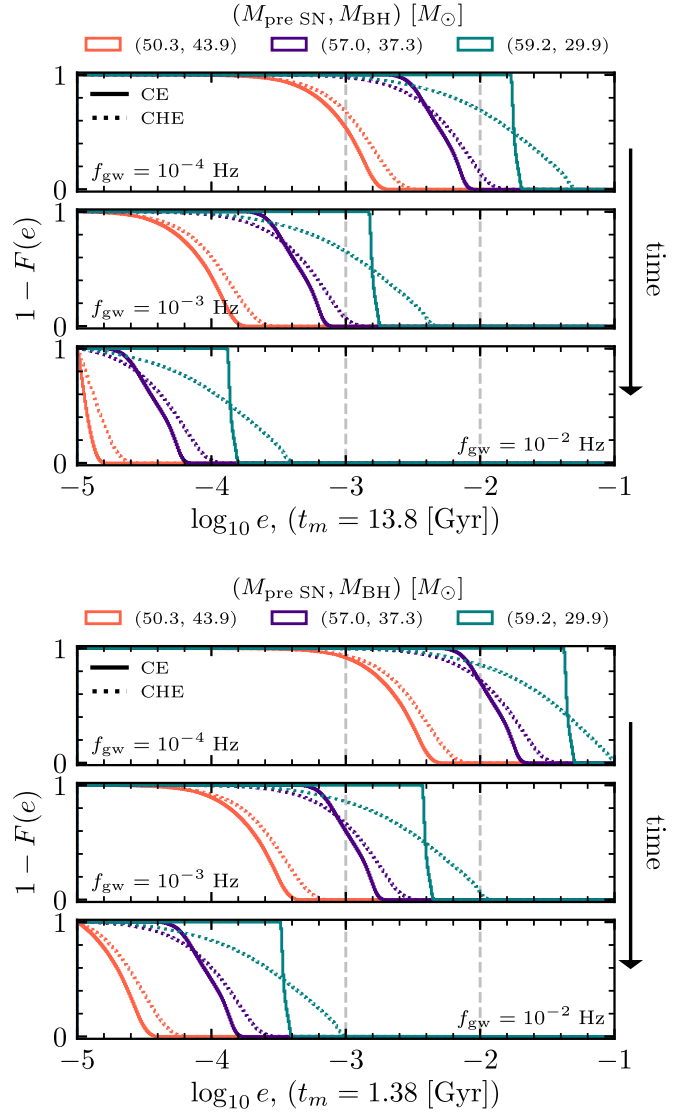 (M_pre SN, M_BH) [M_⊙]
(50.3, 43.9) (57.0, 37.3) (59.2, 29.9)
1
CE
CHE
f_gw = 10^−4 Hz
0
1
f_gw = 10^−3 Hz
0
1
f_gw = 10^−2 Hz
0
1 − F(e)
time
−5 −4 −3 −2 −1
log_10 e, (t_m = 13.8 [Gyr])
(M_pre SN, M_BH) [M_⊙]
(50.3, 43.9) (57.0, 37.3) (59.2, 29.9)
1
CE
CHE
f_gw = 10^−4 Hz
0
1
f_gw = 10^−3 Hz
0
1
f_gw = 10^−2 Hz
0
1 − F(e)
time
−5 −4 −3 −2 −1
log_10 e, (t_m = 1.38 [Gyr])